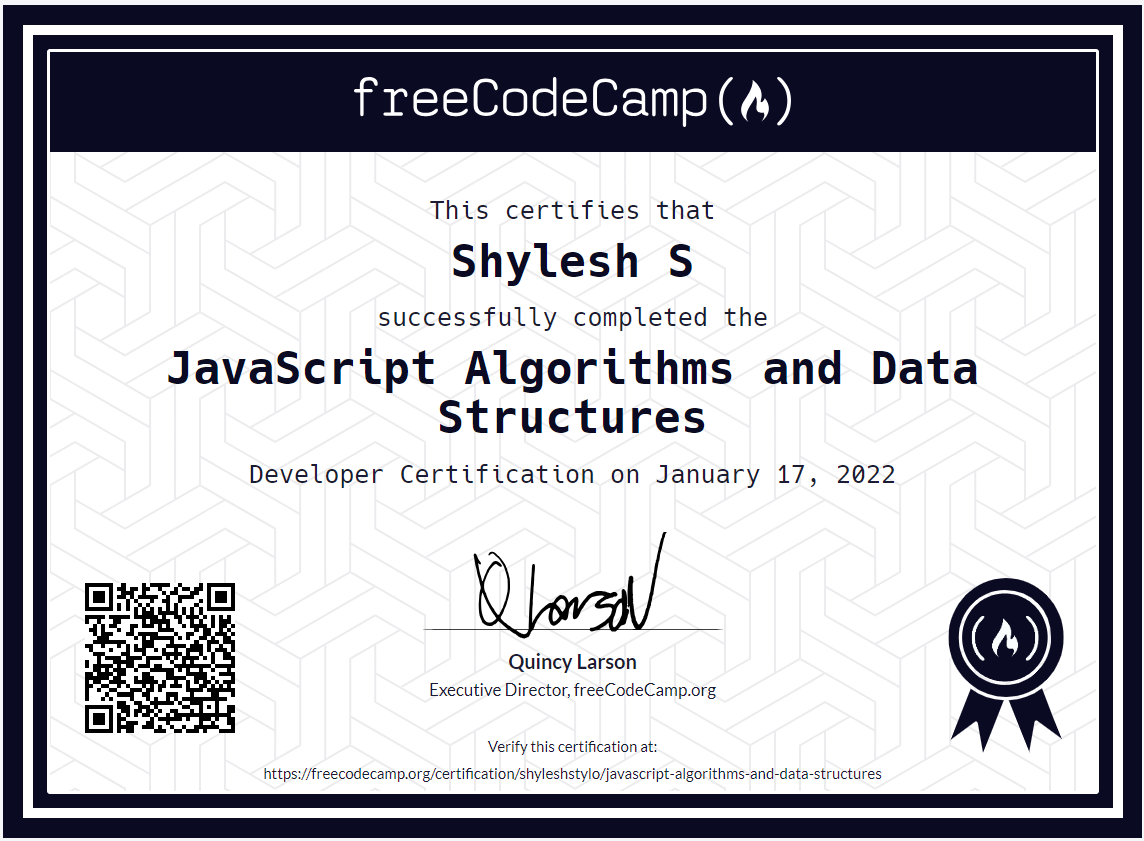 freeCodeCamp(🔥)
This certifies that
Shylesh S
successfully completed the
JavaScript Algorithms and Data
Structures
Developer Certification on January 17, 2022
Q Larson
Quincy Larson
Executive Director, freeCodeCamp.org
Verify this certification at:
https://freecodecamp.org/certification/shyleshstylo/javascript-algorithms-and-data-structures